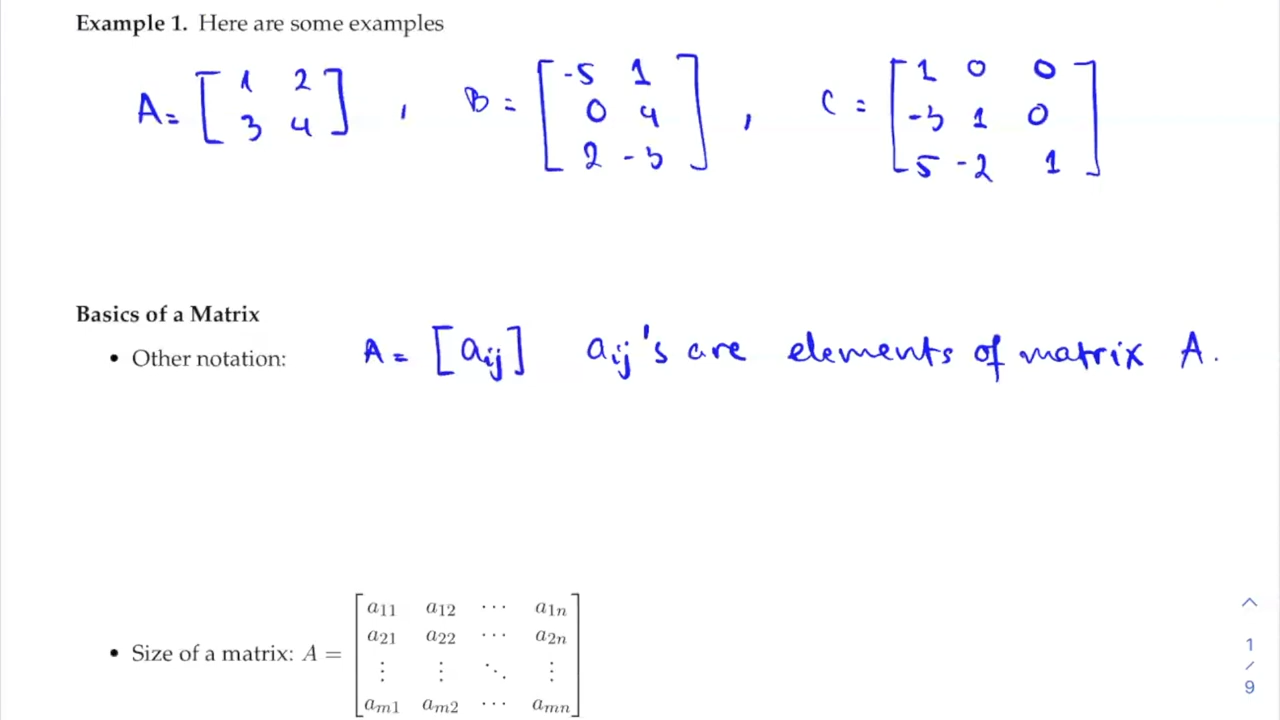 Example 1. Here are some examples
A = [ 1 2 ; 3 4 ] , B = [ -5 1 ; 0 4 ; 2 -3 ] , C = [ 1 0 0 ; -3 1 0 ; 5 -2 1 ]
Basics of a Matrix
• Other notation: A = [aij] aij's are elements of matrix A.
• Size of a matrix: A = [ a11 a12 ⋯ a1n ; a21 a22 ⋯ a2n ; ⋮ ⋮ ⋱ ⋮ ; am1 am2 ⋯ amn ]
1
/
9